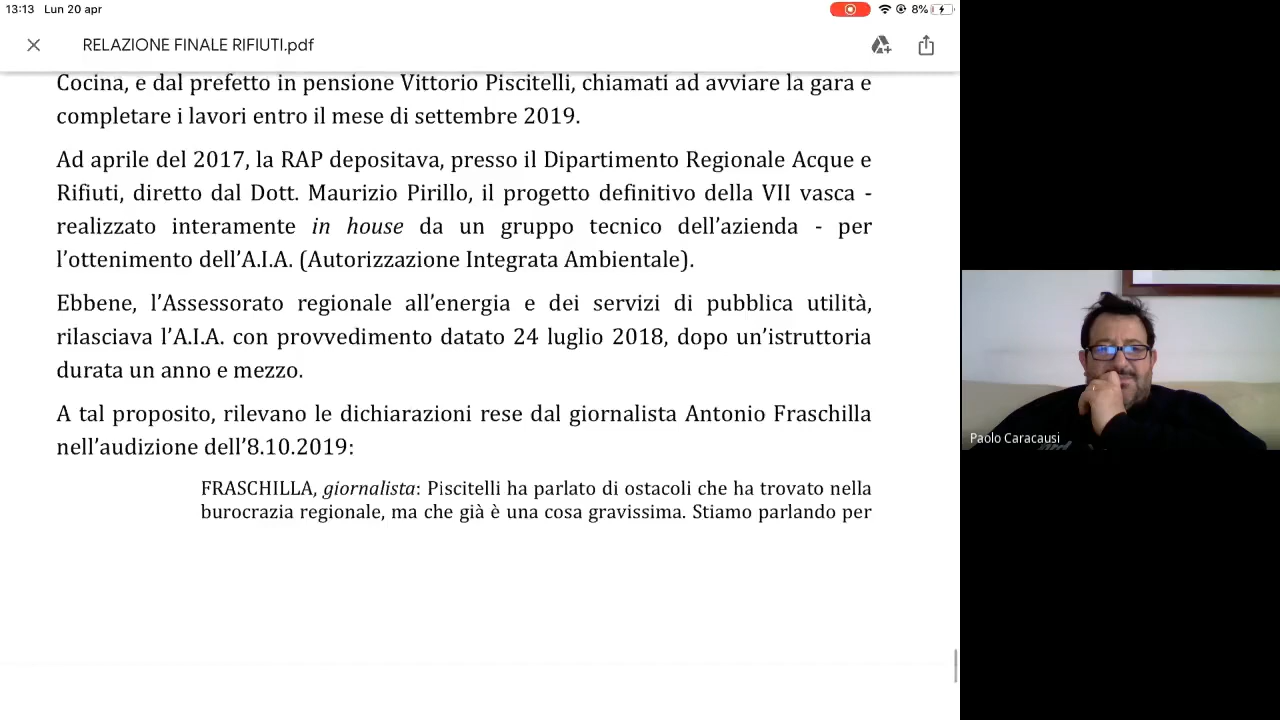 13:13 Lun 20 apr
8%
RELAZIONE FINALE RIFIUTI.pdf
Cocina, e dal prefetto in pensione Vittorio Piscitelli, chiamati ad avviare la gara e
completare i lavori entro il mese di settembre 2019.
Ad aprile del 2017, la RAP depositava, presso il Dipartimento Regionale Acque e
Rifiuti, diretto dal Dott. Maurizio Pirillo, il progetto definitivo della VII vasca -
realizzato interamente in house da un gruppo tecnico dell’azienda - per
l’ottenimento dell’A.I.A. (Autorizzazione Integrata Ambientale).
Ebbene, l’Assessorato regionale all’energia e dei servizi di pubblica utilità,
rilasciava l’A.I.A. con provvedimento datato 24 luglio 2018, dopo un’istruttoria
durata un anno e mezzo.
A tal proposito, rilevano le dichiarazioni rese dal giornalista Antonio Fraschilla
nell’audizione dell’8.10.2019:
FRASCHILLA, giornalista: Piscitelli ha parlato di ostacoli che ha trovato nella
burocrazia regionale, ma che già è una cosa gravissima. Stiamo parlando per
Paolo Caracausi